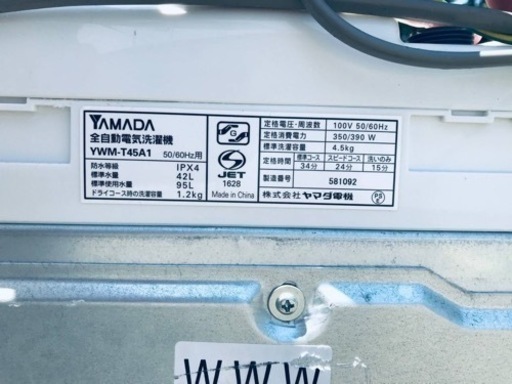 YAMADA
全自動電気洗濯機
YWM-T45A1 50/60Hz用
防水等級 IPX4
標準水量 42L
標準使用水量 95L
ドライコース時の洗濯容量 1.2kg
G
JET
1628
Made in China
定格電圧・周波数 100V 50/60Hz
定格消費電力 350/390 W
標準洗濯容量 4.5kg
目安時間 標準コース スピードコース 洗いのみ
34分 24分 15分
製造番号 581092
株式会社 ヤマダ電機
PS E
WWW